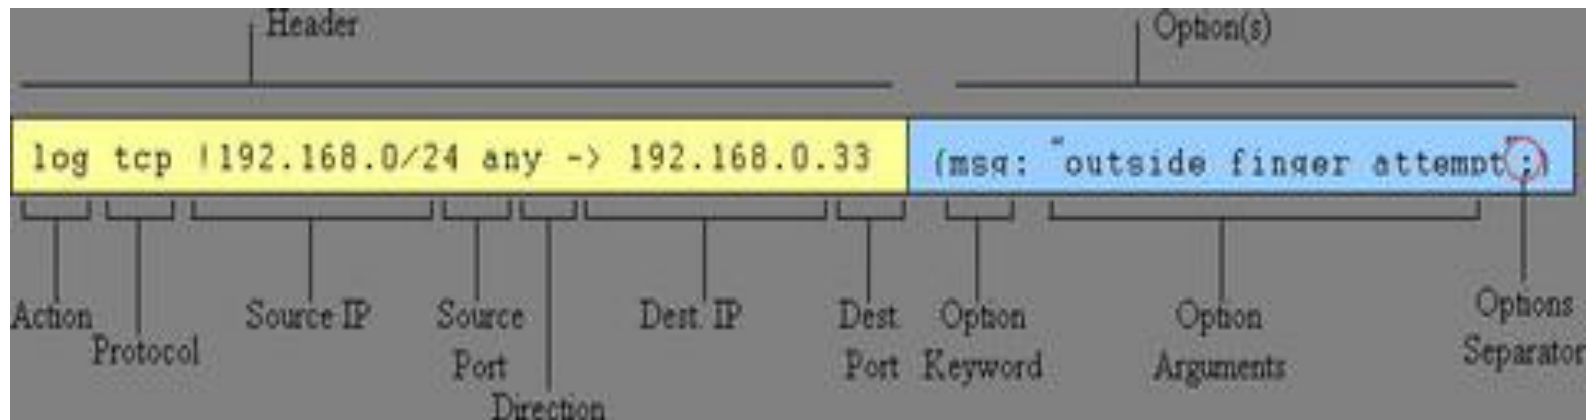 Header Option(s)
log tcp !192.168.0/24 any -> 192.168.0.33 (msg: "outside finger attempt";)
Action Source IP Source Dest. IP Dest. Option Option Options
Protocol Port Port Keyword Arguments Separator
Direction